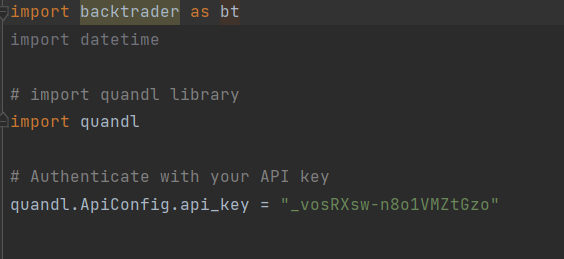 import backtrader as bt
import datetime
# import quandl library
import quandl
# Authenticate with your API key
quandl.ApiConfig.api_key = "_vosRXsw-n8o1VMZtGzo"